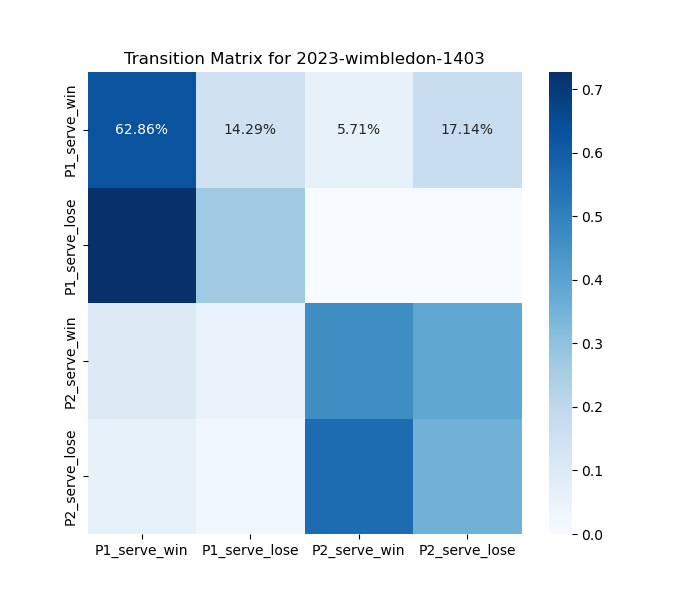 Transition Matrix for 2023-wimbledon-1403
P1_serve_win
62.86% 14.29% 5.71% 17.14%
P1_serve_lose
P2_serve_win
P2_serve_lose
P1_serve_win P1_serve_lose P2_serve_win P2_serve_lose
0.7
0.6
0.5
0.4
0.3
0.2
0.1
0.0